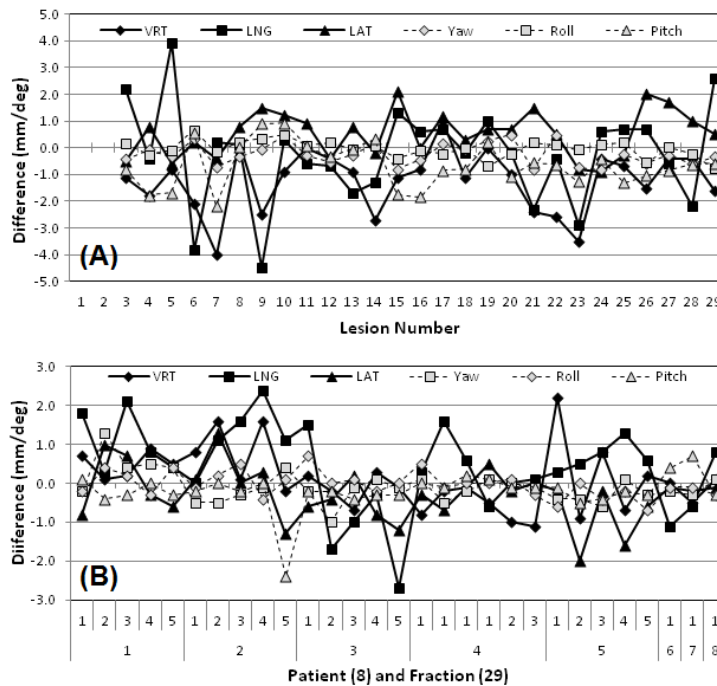 5.0
4.0
3.0
2.0
1.0
0.0
-1.0
-2.0
-3.0
-4.0
-5.0
Difference (mm/deg)
VRT LNG LAT Yaw Roll Pitch
(A)
1 2 3 4 5 6 7 8 9 10 11 12 13 14 15 16 17 18 19 20 21 22 23 24 25 26 27 28 29
Lesion Number
3.0
2.0
1.0
0.0
-1.0
-2.0
-3.0
Diiference (mm/deg)
VRT LNG LAT Yaw Roll Pitch
(B)
1 2 3 4 5 1 2 3 4 5 1 2 3 4 5 1 2 3 1 2 3 1 2 3 4 5 1 1 1
1 2 3 4 5 6 7 8
Patient (8) and Fraction (29)